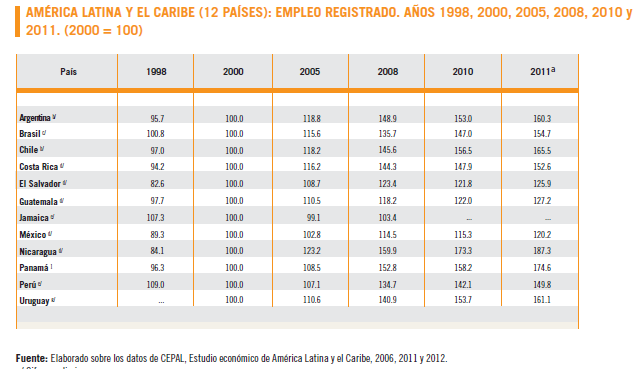 AMÉRICA LATINA Y EL CARIBE (12 PAÍSES): EMPLEO REGISTRADO. AÑOS 1998, 2000, 2005, 2008, 2010 y
2011. (2000 = 100)
País 1998 2000 2005 2008 2010 2011a
Argentina b/ 95.7 100.0 118.8 148.9 153.0 160.3
Brasil c/ 100.8 100.0 115.6 135.7 147.0 154.7
Chile b/ 97.0 100.0 118.2 145.6 156.5 165.5
Costa Rica d/ 94.2 100.0 116.2 144.3 147.9 152.6
El Salvador d/ 82.6 100.0 108.7 123.4 121.8 125.9
Guatemala d/ 97.7 100.0 110.5 118.2 122.0 127.2
Jamaica e/ 107.3 100.0 99.1 103.4 ... ...
México d/ 89.3 100.0 102.8 114.5 115.3 120.2
Nicaragua d/ 84.1 100.0 123.2 159.9 173.3 187.3
Panamá 96.3 100.0 108.5 152.8 158.2 174.6
Perú e/ 109.0 100.0 107.1 134.7 142.1 149.8
Uruguay g/ ... 100.0 110.6 140.9 153.7 161.1
Fuente: Elaborado sobre los datos de CEPAL, Estudio económico de América Latina y el Caribe, 2006, 2011 y 2012.